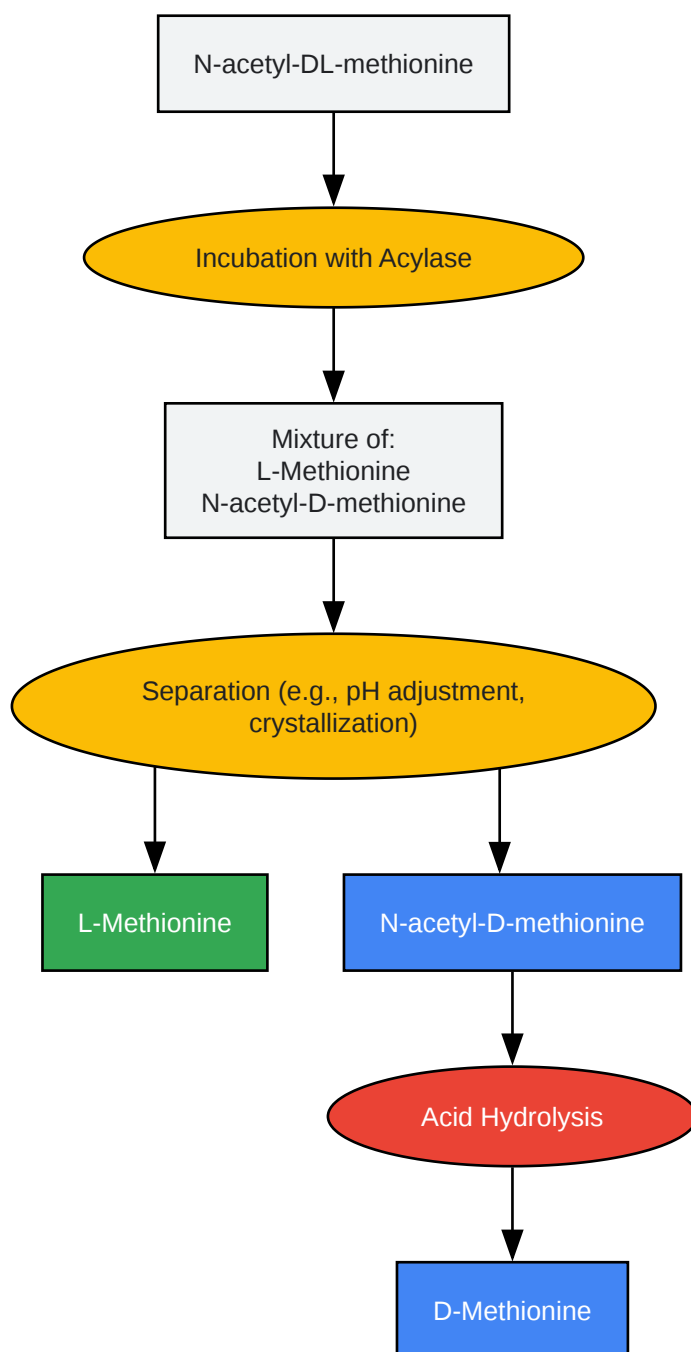 N-acetyl-DL-methionine
Incubation with Acylase
Mixture of:
L-Methionine
N-acetyl-D-methionine
Separation (e.g., pH adjustment,
crystallization)
L-Methionine
N-acetyl-D-methionine
Acid Hydrolysis
D-Methionine